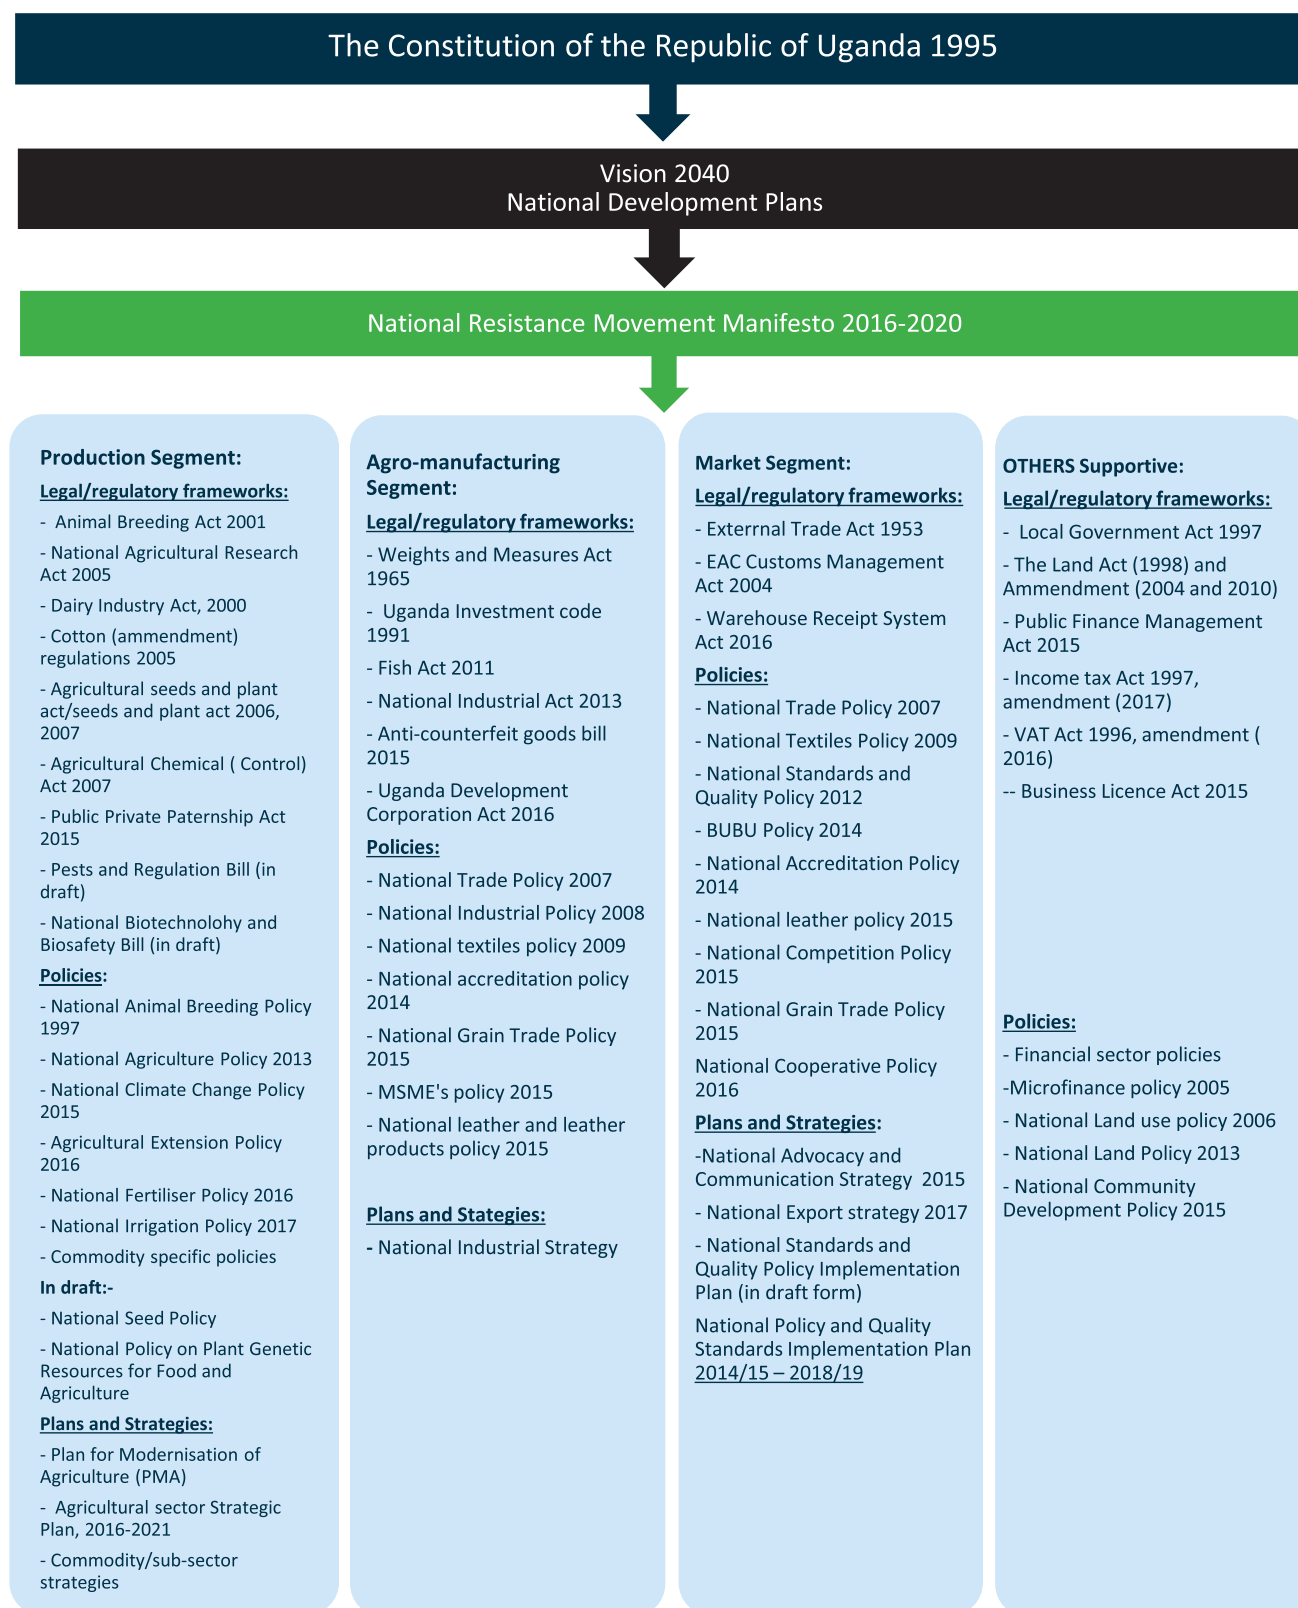 The Constitution of the Republic of Uganda 1995
Vision 2040
National Development Plans
National Resistance Movement Manifesto 2016-2020
Production Segment:
Legal/regulatory frameworks:
- Animal Breeding Act 2001
- National Agricultural Research
Act 2005
- Dairy Industry Act, 2000
- Cotton (ammendment)
regulations 2005
- Agricultural seeds and plant
act/seeds and plant act 2006,
2007
- Agricultural Chemical ( Control)
Act 2007
- Public Private Paternship Act
2015
- Pests and Regulation Bill (in
draft)
- National Biotechnolohy and
Biosafety Bill (in draft)
Policies:
- National Animal Breeding Policy
1997
- National Agriculture Policy 2013
- National Climate Change Policy
2015
- Agricultural Extension Policy
2016
- National Fertiliser Policy 2016
- National Irrigation Policy 2017
- Commodity specific policies
In draft:-
- National Seed Policy
- National Policy on Plant Genetic
Resources for Food and
Agriculture
Plans and Strategies:
- Plan for Modernisation of
Agriculture (PMA)
- Agricultural sector Strategic
Plan, 2016-2021
- Commodity/sub-sector
strategies
Agro-manufacturing
Segment:
Legal/regulatory frameworks:
- Weights and Measures Act
1965
- Uganda Investment code
1991
- Fish Act 2011
- National Industrial Act 2013
- Anti-counterfeit goods bill
2015
- Uganda Development
Corporation Act 2016
Policies:
- National Trade Policy 2007
- National Industrial Policy 2008
- National textiles policy 2009
- National accreditation policy
2014
- National Grain Trade Policy
2015
- MSME's policy 2015
- National leather and leather
products policy 2015
Plans and Stategies:
- National Industrial Strategy
Market Segment:
Legal/regulatory frameworks:
- Exterrnal Trade Act 1953
- EAC Customs Management
Act 2004
- Warehouse Receipt System
Act 2016
Policies:
- National Trade Policy 2007
- National Textiles Policy 2009
- National Standards and
Quality Policy 2012
- BUBU Policy 2014
- National Accreditation Policy
2014
- National leather policy 2015
- National Competition Policy
2015
- National Grain Trade Policy
2015
National Cooperative Policy
2016
Plans and Strategies:
-National Advocacy and
Communication Strategy 2015
- National Export strategy 2017
- National Standards and
Quality Policy Implementation
Plan (in draft form)
National Policy and Quality
Standards Implementation Plan
2014/15 – 2018/19
OTHERS Supportive:
Legal/regulatory frameworks:
- Local Government Act 1997
- The Land Act (1998) and
Ammendment (2004 and 2010)
- Public Finance Management
Act 2015
- Income tax Act 1997,
amendment (2017)
- VAT Act 1996, amendment (
2016)
-- Business Licence Act 2015
Policies:
- Financial sector policies
-Microfinance policy 2005
- National Land use policy 2006
- National Land Policy 2013
- National Community
Development Policy 2015